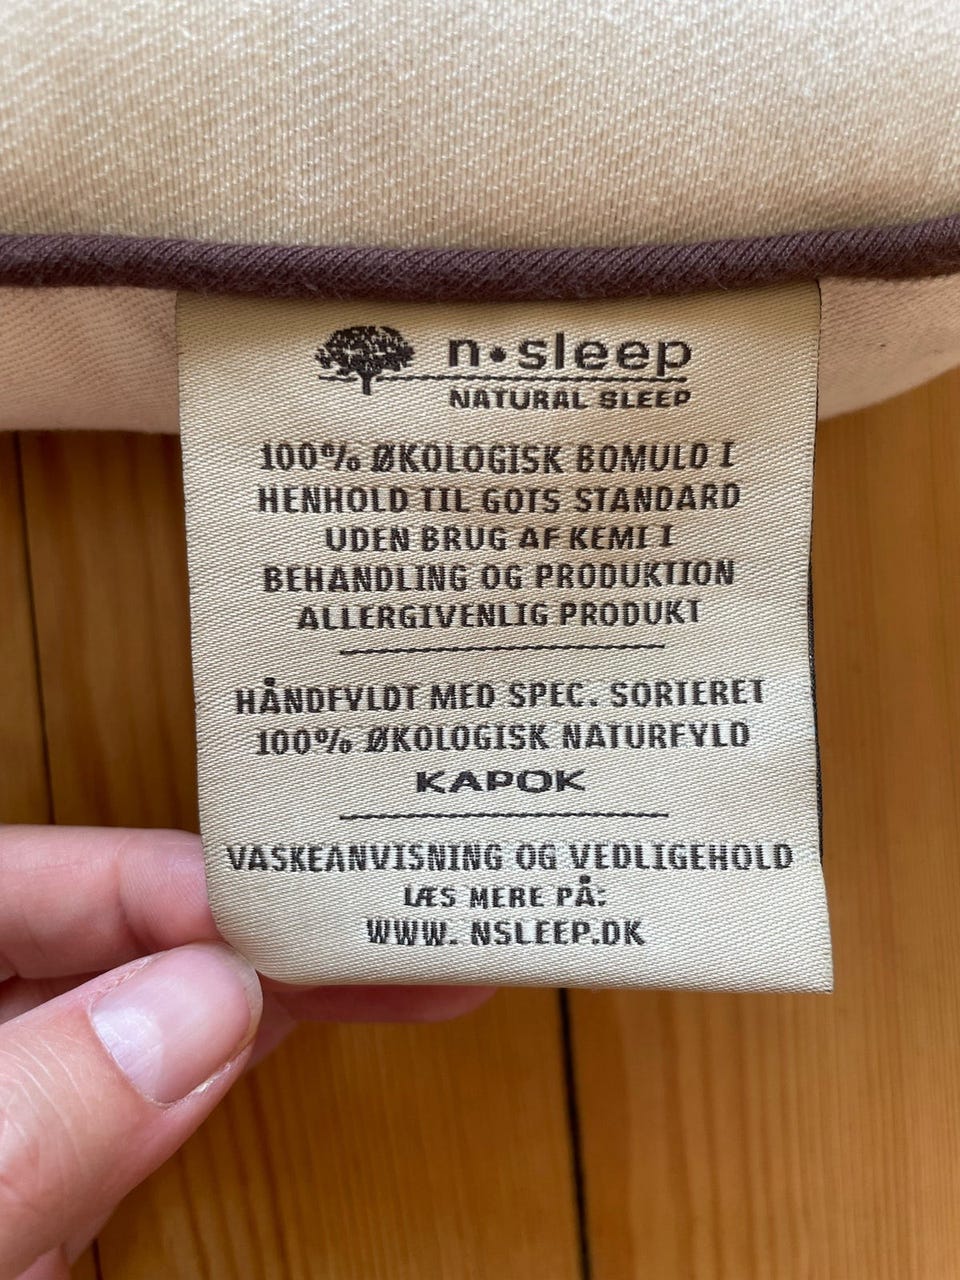 n•sleep
NATURAL SLEEP
100% ØKOLOGISK BOMULD I
HENHOLD TIL GOTS STANDARD
UDEN BRUG AF KEMI I
BEHANDLING OG PRODUKTION
ALLERGIVENLIG PRODUKT
HÅNDFYLDT MED SPEC. SORTERET
100% ØKOLOGISK NATURFYLD
KAPOK
VASKEANVISNING OG VEDLIGEHOLD
LÆS MERE PÅ:
WWW. NSLEEP.DK